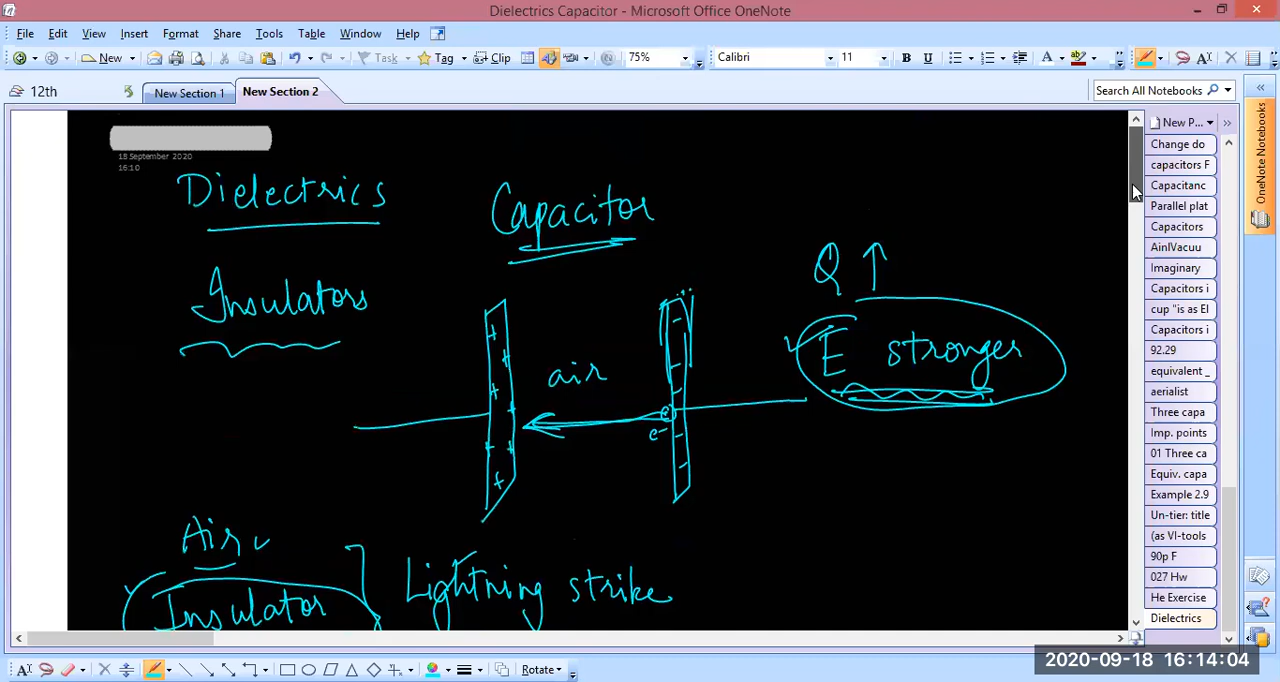 Dielectrics Capacitor - Microsoft Office OneNote
File Edit View Insert Format Share Tools Table Window Help
New Task Tag Clip 75% Calibri 11 B U A
12th New Section 1 New Section 2 Search All Notebooks
New P...
OneNote Notebooks
Change do
capacitors F
Capacitanc
Parallel plat
Capacitors
AinlVacuu
Imaginary
Capacitors i
cup "is as El
Capacitors i
92.29
equivalent _
aerialist
Three capa
Imp. points
01 Three ca
Equiv. capa
Example 2.9
Un-tier: title
(as VI-tools
90p F
027 Hw
He Exercise
Dielectrics
18 September 2020
16:10
Dielectrics Capacitor
Insulators
Q ↑
E stronger
+ + + + + + + +
air
- - - - - -
e-
e-
Air
Insulator
Lightning strike
Rotate
2020-09-18 16:14:04